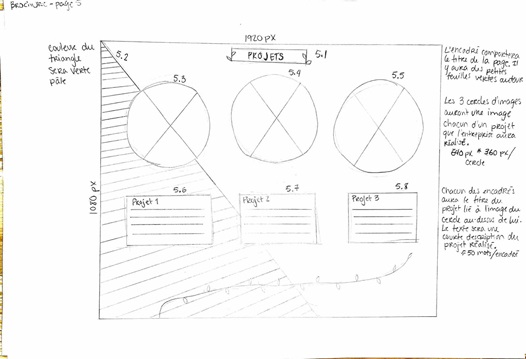 Brochure - page 5
1920 px
couleur du
triangle
sera verte
pâle
5.2
PROJETS
5.1
5.3
5.4
5.5
1080 px
5.6
5.7
5.8
Projet 1
Projet 2
Projet 3
L'encadré comportera
le titre de la page. Il
y aura des petites
feuilles vertes autour
Les 3 cercles d'images
auront une image
chacun d'un projet
que l'entreprise aura
réalisé.
640 px * 360 px/
cercle
Chacun des encadrés
aura le titre du
projet lié à l'image du
cercle au-dessus de lui.
Le texte sera une
courte description du
projet réalisé.
50 mots/encadré